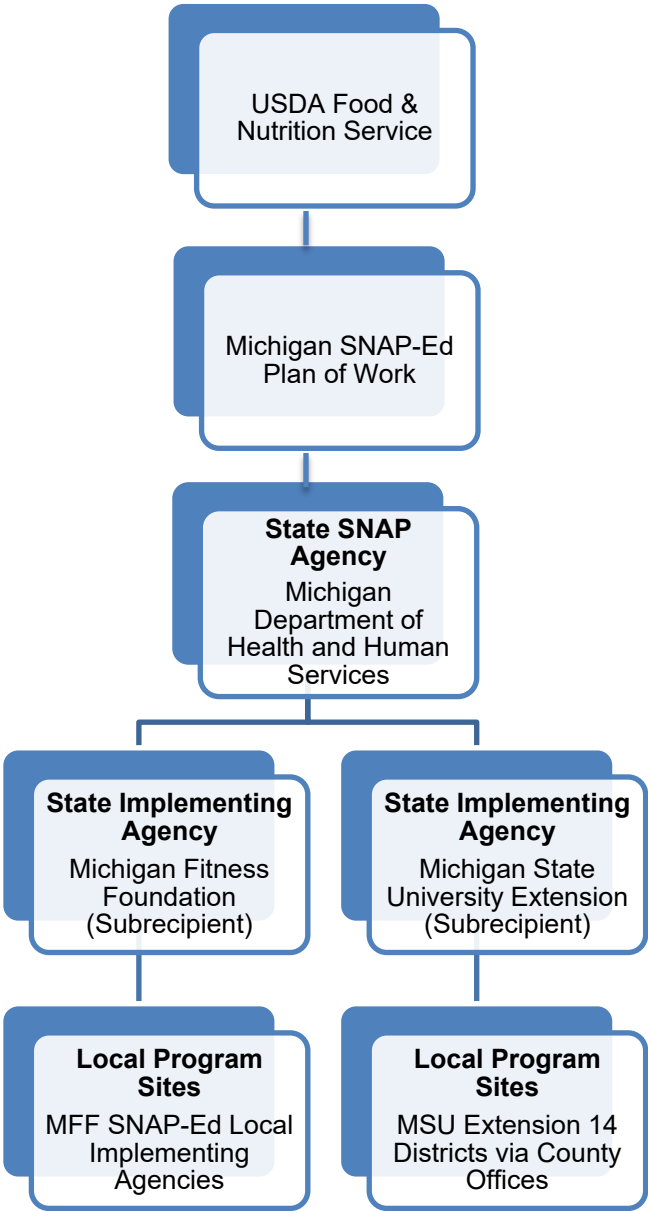 USDA Food &
Nutrition Service
Michigan SNAP-Ed
Plan of Work
State SNAP
Agency
Michigan
Department of
Health and Human
Services
State Implementing
Agency
Michigan Fitness
Foundation
(Subrecipient)
State Implementing
Agency
Michigan State
University Extension
(Subrecipient)
Local Program
Sites
MFF SNAP-Ed Local
Implementing
Agencies
Local Program
Sites
MSU Extension 14
Districts via County
Offices